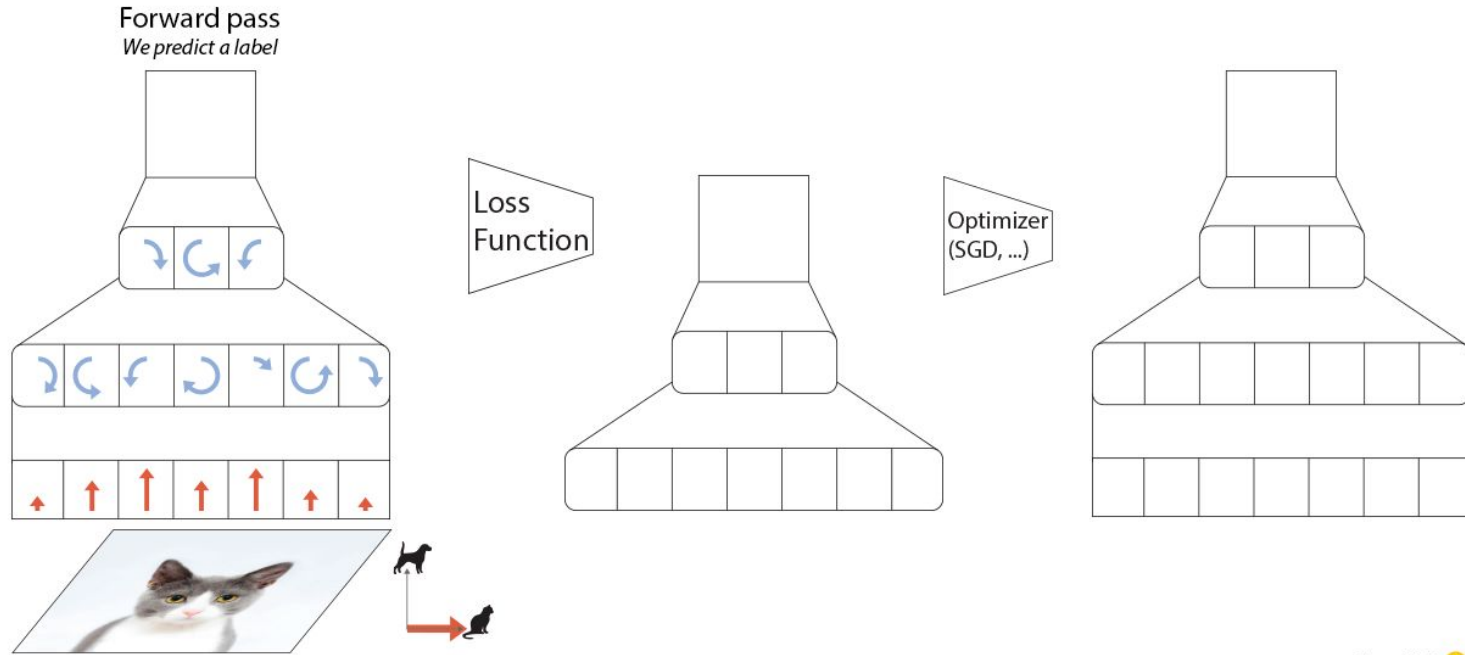 Forward pass
We predict a label
Loss
Function
Optimizer
(SGD, ...)